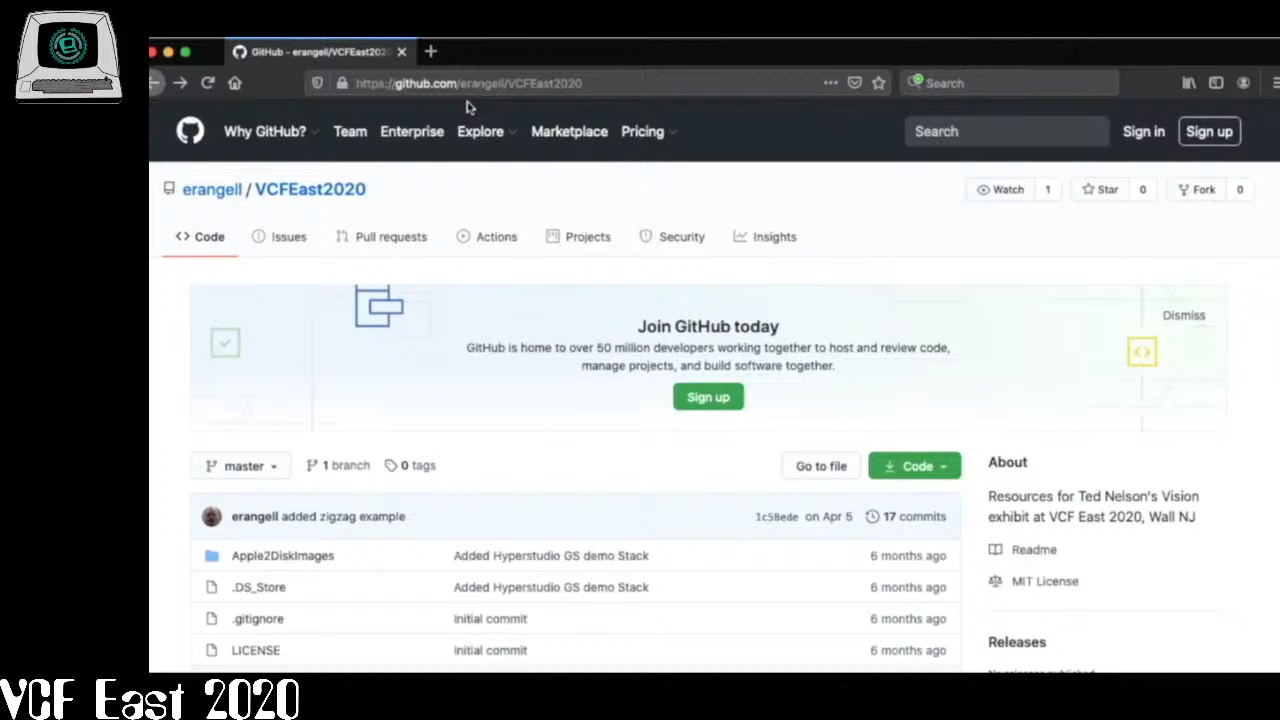 GitHub - erangell/VCFEast2020
https://github.com/erangell/VCFEast2020
Search
Why GitHub? Team Enterprise Explore Marketplace Pricing Search Sign in Sign up
erangell / VCFEast2020 Watch 1 Star 0 Fork 0
Code Issues Pull requests Actions Projects Security Insights
Dismiss
Join GitHub today
GitHub is home to over 50 million developers working together to host and review code,
manage projects, and build software together.
Sign up
master 1 branch 0 tags Go to file Code
erangell added zigzag example 1c58ede on Apr 5 17 commits
Apple2DiskImages Added Hyperstudio GS demo Stack 6 months ago
.DS_Store Added Hyperstudio GS demo Stack 6 months ago
.gitignore Initial commit 6 months ago
LICENSE Initial commit 6 months ago
About
Resources for Ted Nelson's Vision
exhibit at VCF East 2020, Wall NJ
Readme
MIT License
Releases
VCF East 2020